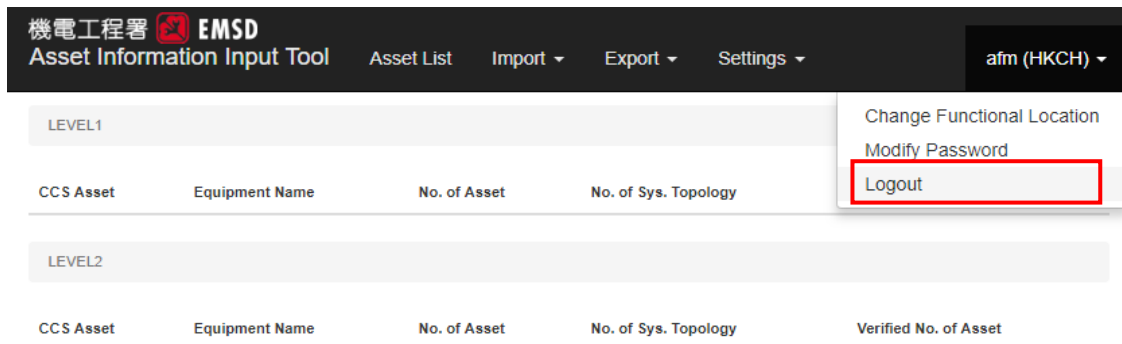 機電工程署 EMSD
Asset Information Input Tool Asset List Import Export Settings afm (HKCH)
Change Functional Location
Modify Password
Logout
LEVEL1
CCS Asset Equipment Name No. of Asset No. of Sys. Topology
LEVEL2
CCS Asset Equipment Name No. of Asset No. of Sys. Topology Verified No. of Asset